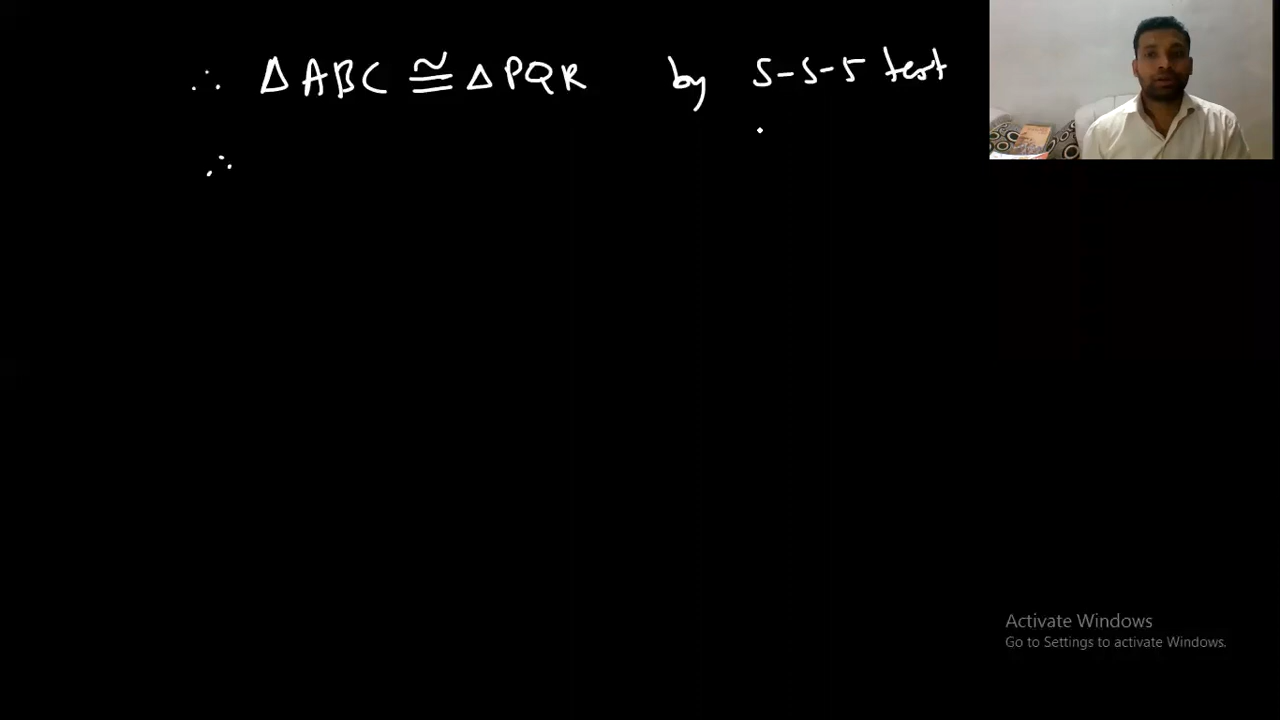 ∴ ΔABC ≅ ΔPQR by S-S-S test
∴
Activate Windows
Go to Settings to activate Windows.